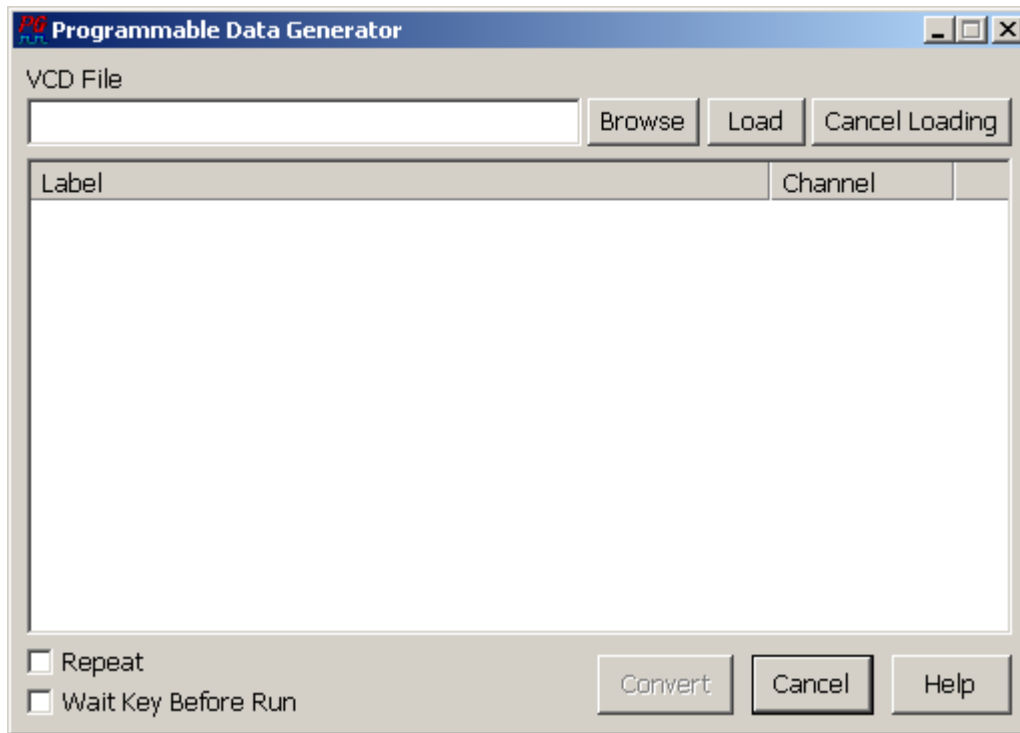 PG Programmable Data Generator
VCD File
Browse Load Cancel Loading
Label Channel
Repeat
Wait Key Before Run
Convert Cancel Help